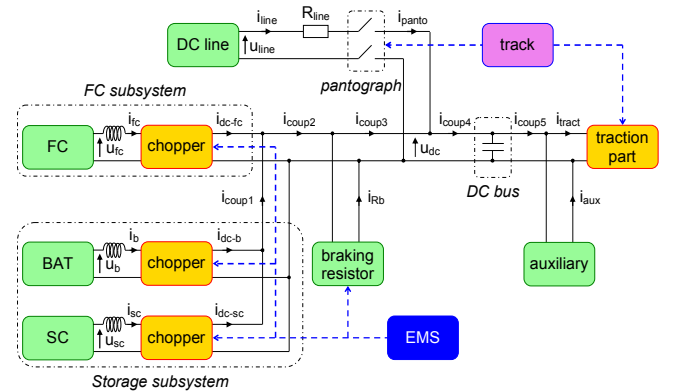 i_line R_line i_panto
DC line u_line track
FC subsystem pantograph
i_fc i_dc-fc i_coup2 i_coup3 i_coup4 i_coup5 i_tract
FC u_fc chopper u_dc traction part
DC bus
i_coup1 i_Rb i_aux
i_b i_dc-b
BAT u_b chopper braking resistor auxiliary
i_sc i_dc-sc
SC u_sc chopper EMS
Storage subsystem